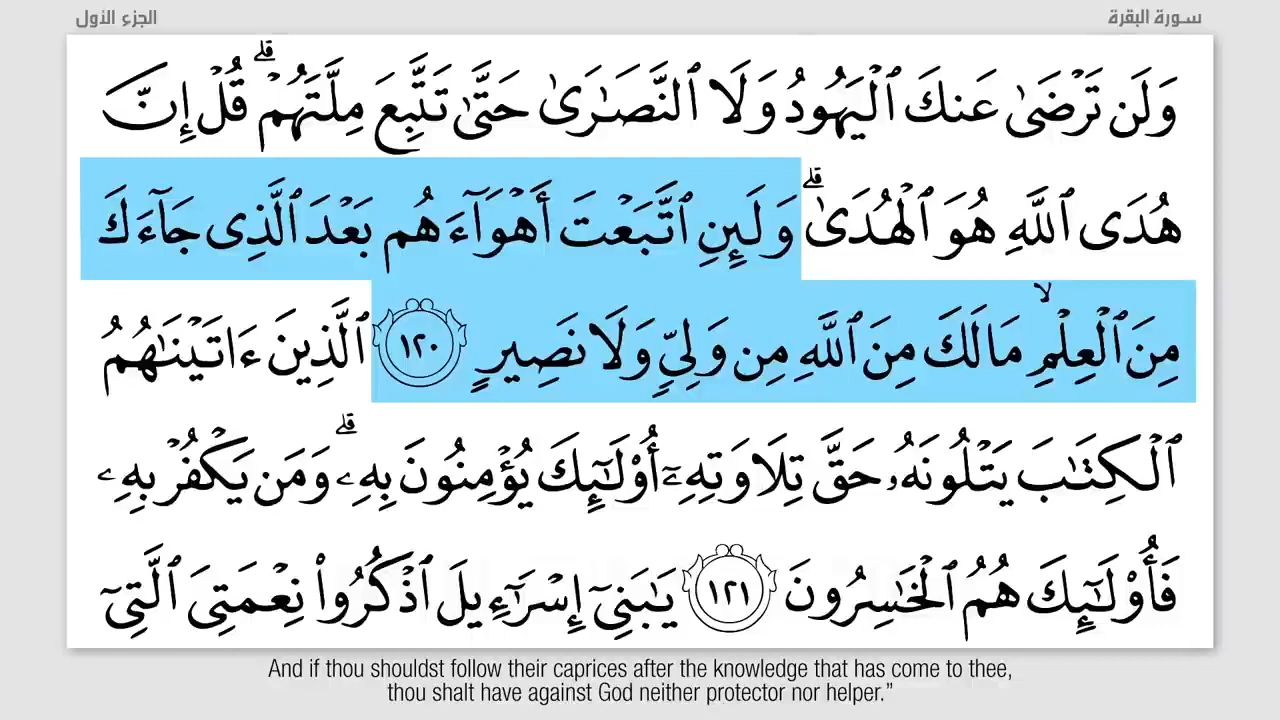 سورة البقرة
الجزء الأول
وَلَن تَرْضَىٰ عَنكَ ٱلْيَهُودُ وَلَا ٱلنَّصَـٰرَىٰ حَتَّىٰ تَتَّبِعَ مِلَّتَهُمْ ۗ قُلْ إِنَّ
هُدَى ٱللَّهِ هُوَ ٱلْهُدَىٰ ۗ وَلَئِنِ ٱتَّبَعْتَ أَهْوَآءَهُم بَعْدَ ٱلَّذِى جَآءَكَ
مِنَ ٱلْعِلْمِ ۙ مَا لَكَ مِنَ ٱللَّهِ مِن وَلِىٍّ وَلَا نَصِيرٍ ١٢٠ ٱلَّذِينَ ءَاتَيْنَـٰهُمُ
ٱلْكِتَـٰبَ يَتْلُونَهُۥ حَقَّ تِلَاوَتِهِۦٓ أُو۟لَـٰٓئِكَ يُؤْمِنُونَ بِهِۦ ۗ وَمَن يَكْفُرْ بِهِۦ
فَأُو۟لَـٰٓئِكَ هُمُ ٱلْخَـٰسِرُونَ ١٢١ يَـٰبَنِىٓ إِسْرَٰٓءِيلَ ٱذْكُرُوا۟ نِعْمَتِىَ ٱلَّتِىٓ
And if thou shouldst follow their caprices after the knowledge that has come to thee,
thou shalt have against God neither protector nor helper.”